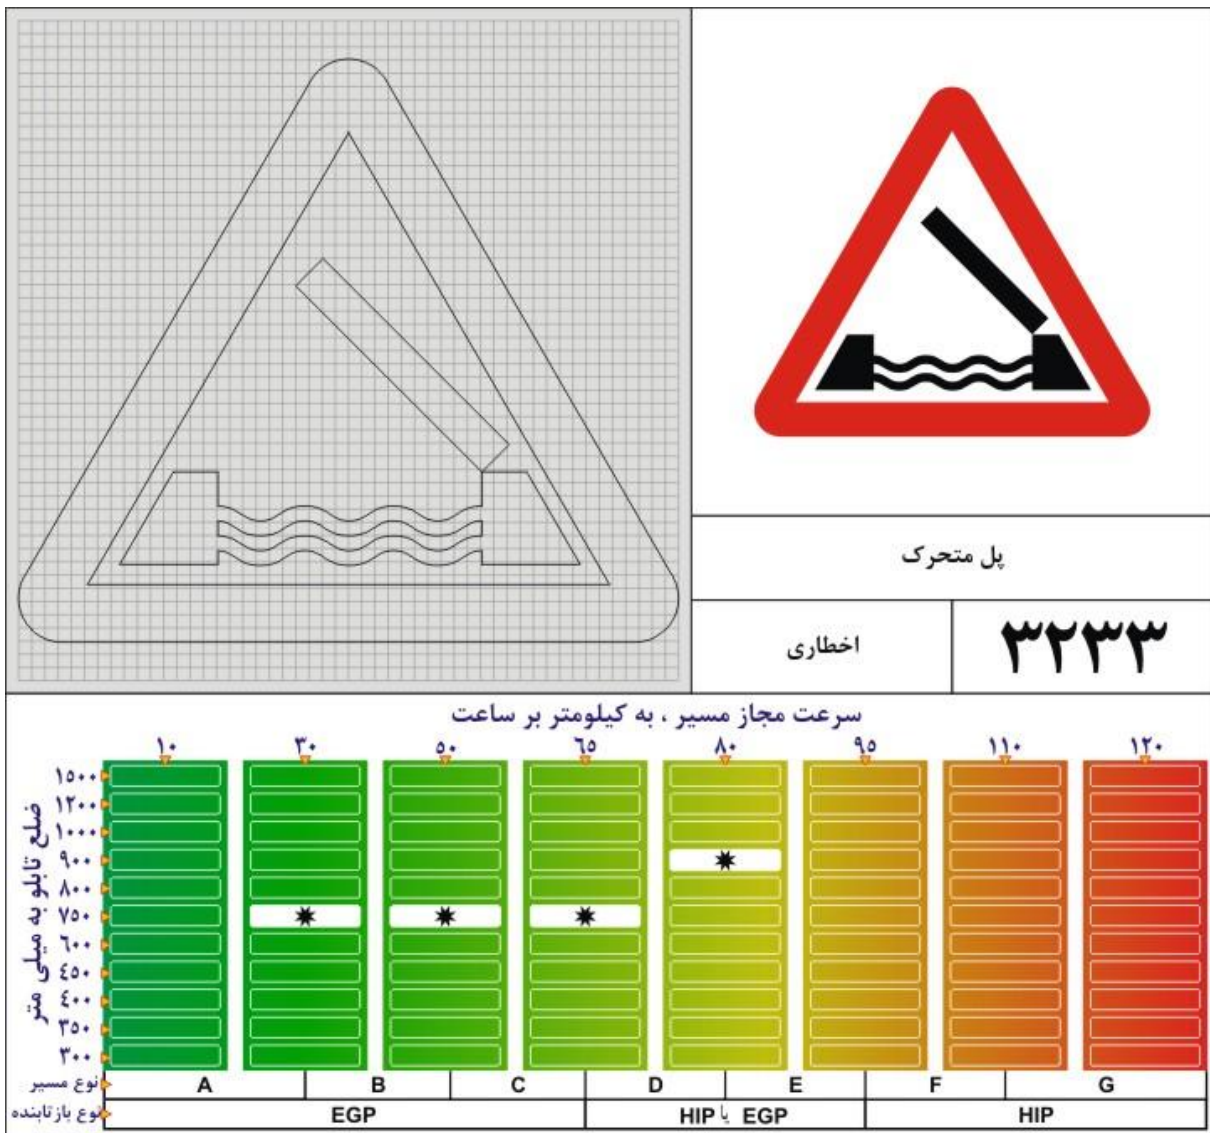 پل متحرک
اخطاری
۳۲۳۳
سرعت مجاز مسیر ، به کیلومتر بر ساعت
۱۰ ۳۰ ۵۰ ۶۵ ۸۰ ۹۵ ۱۱۰ ۱۲۰
ضلع تابلو به میلی متر
۱۵۰۰
۱۲۰۰
۱۰۰۰
۹۰۰
۸۰۰
۷۵۰
۶۰۰
٤۵۰
٤۰۰
۳۵۰
۳۰۰
نوع مسیر A B C D E F G
نوع بازتابنده EGP HIP یا EGP HIP